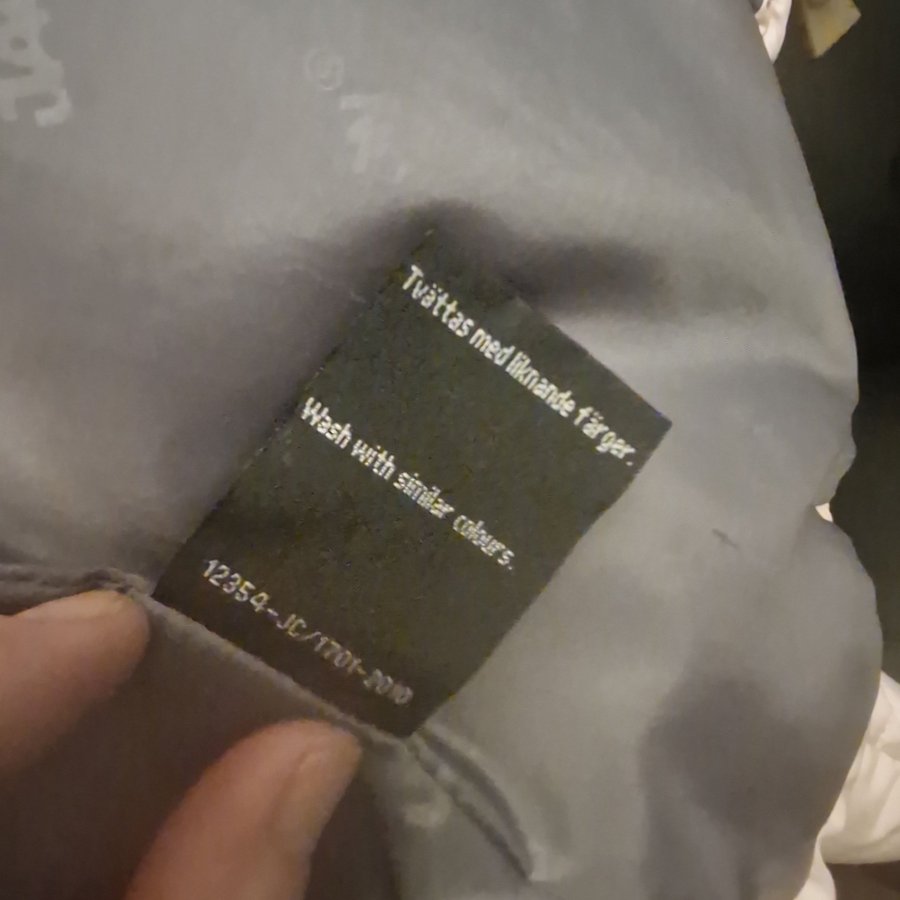 Tvättas med liknande färger.
Wash with similar colours.
12354-JC/1701-2010